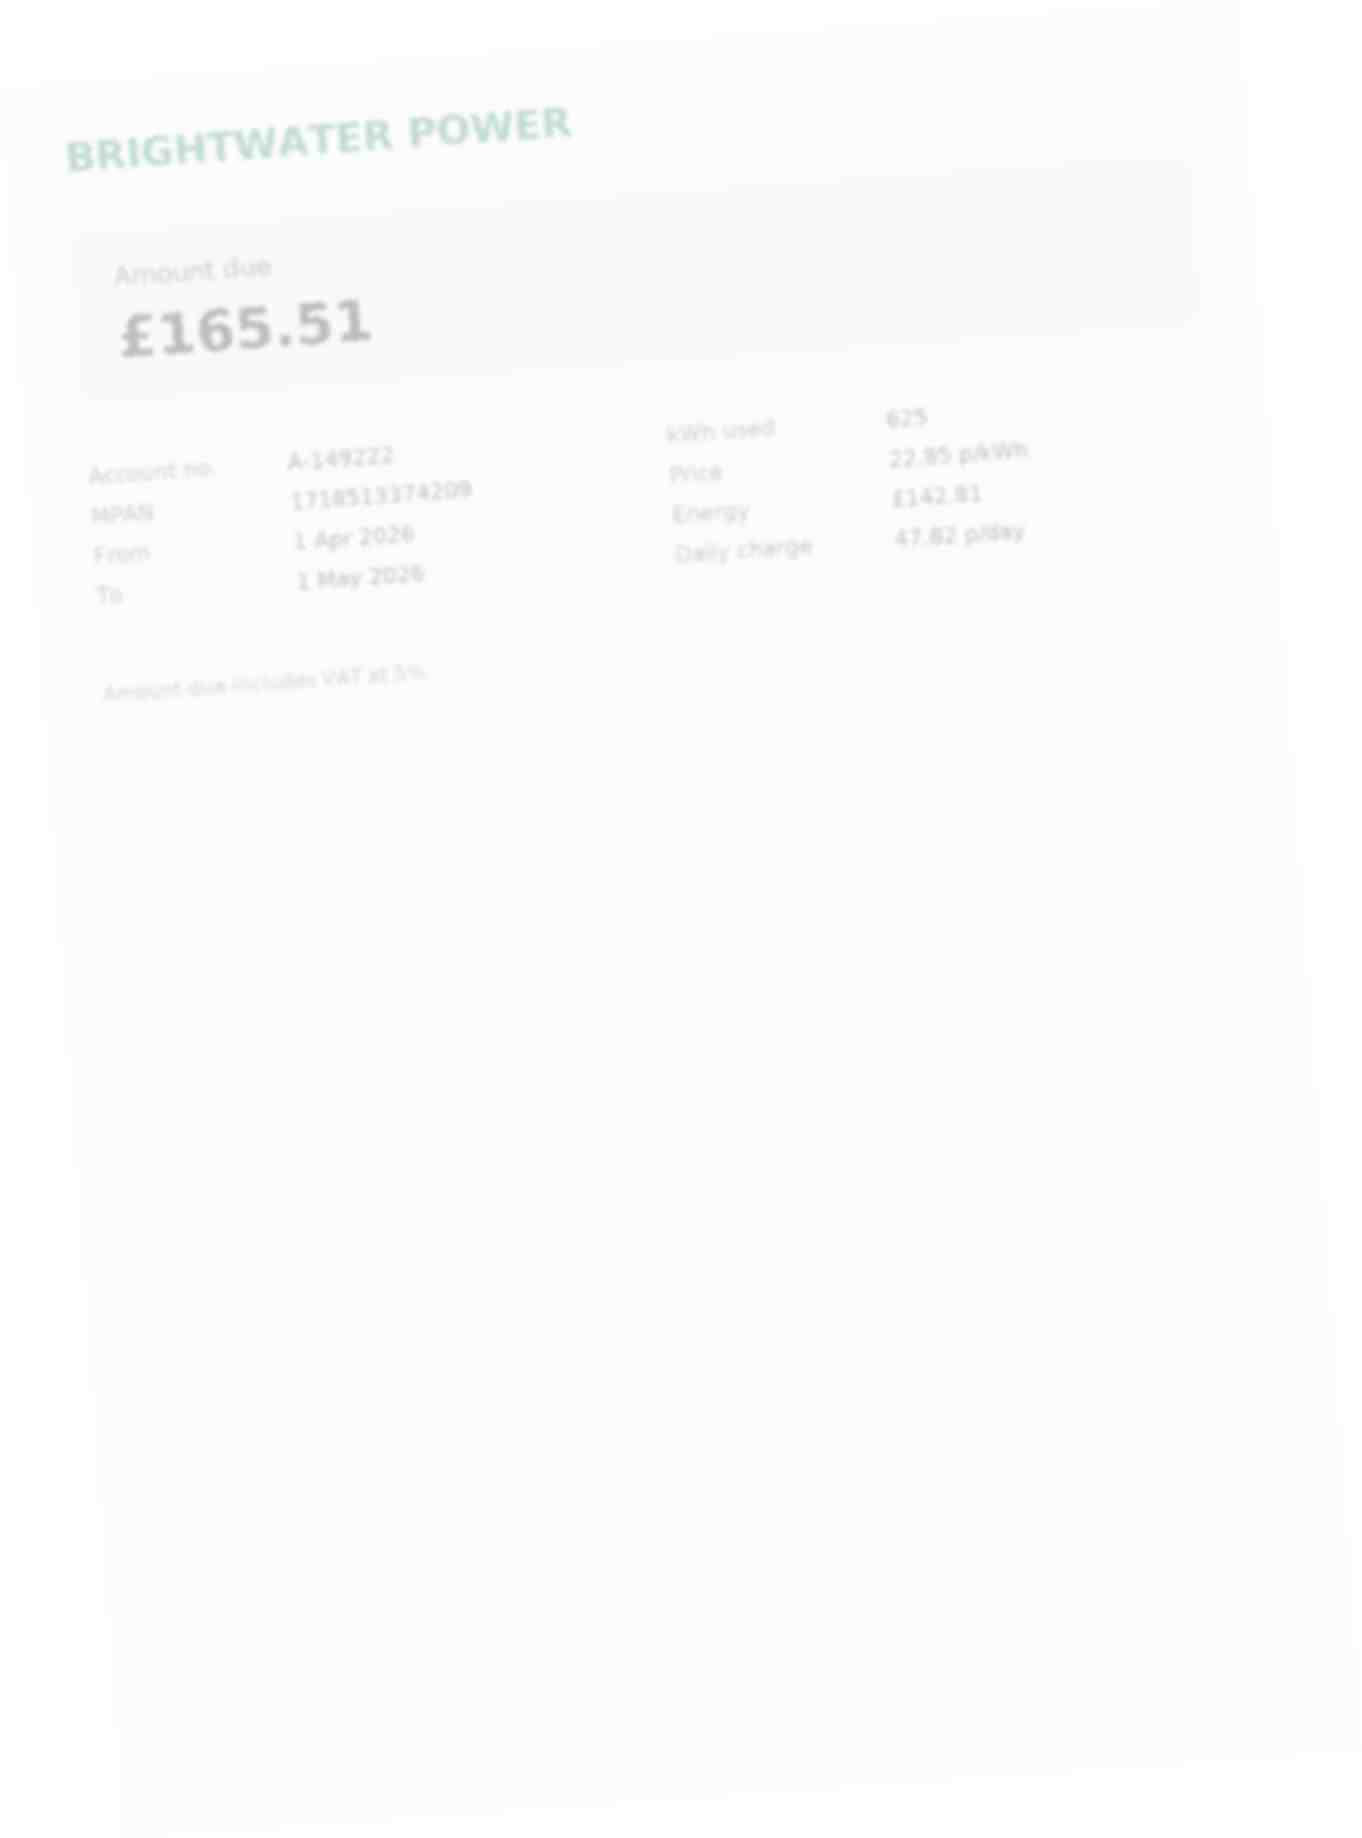 BRIGHTWATER POWER
Amount due
£165.51
Account no. A-149222
MPAN 1718513374209
From 1 Apr 2026
To 1 May 2026
kWh used 625
Price 22.85 p/kWh
Energy £142.81
Daily charge 47.82 p/day
Amount due includes VAT at 5%.